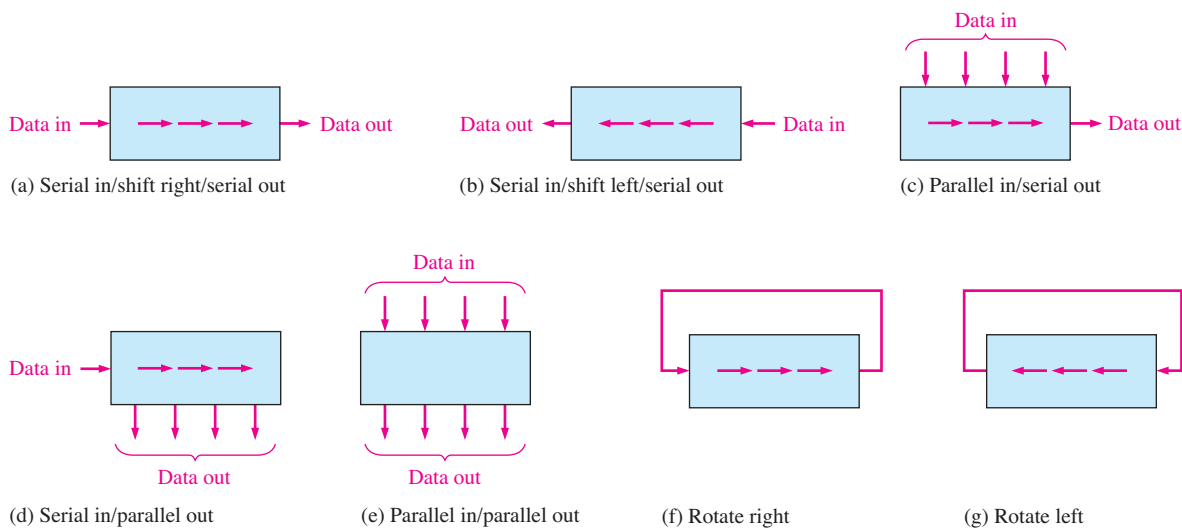 Data in
Data in
Data out
Data out
Data in
Data out
(a) Serial in/shift right/serial out
(b) Serial in/shift left/serial out
(c) Parallel in/serial out
Data in
Data in
Data out
Data out
(d) Serial in/parallel out
(e) Parallel in/parallel out
(f) Rotate right
(g) Rotate left